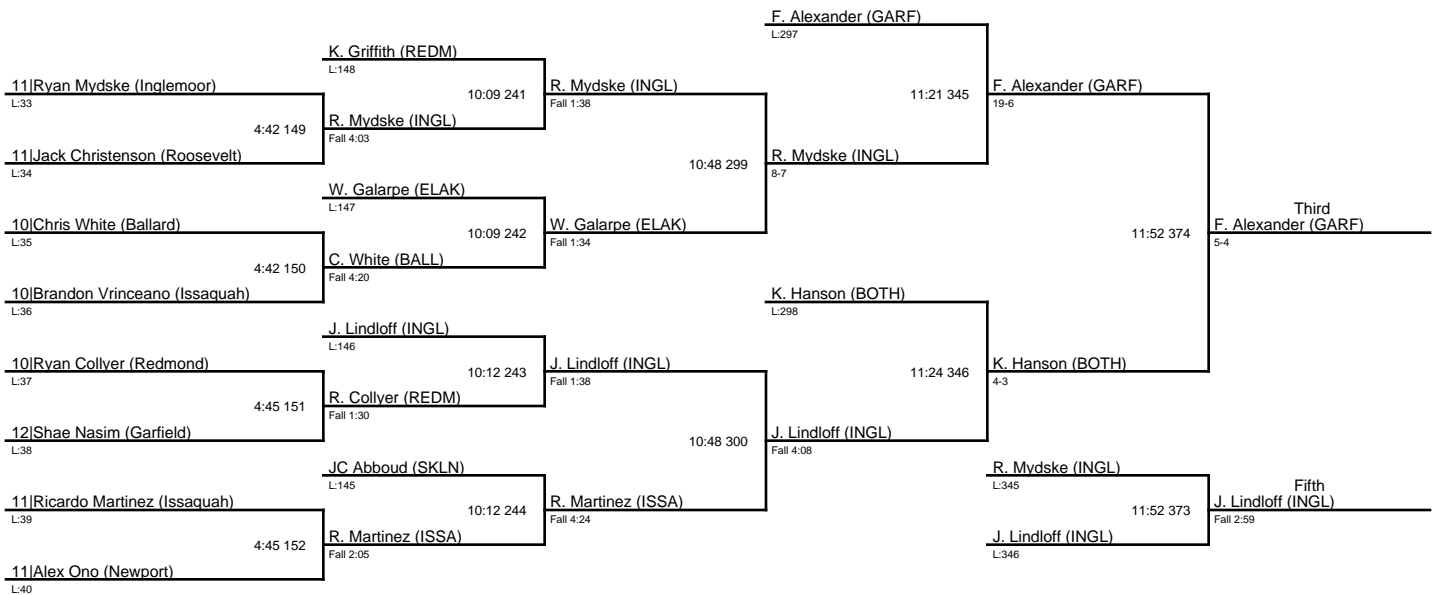 F. Alexander (GARF)
L:297
K. Griffith (REDM)
L:148
11|Ryan Mydske (Inglemoor)
L:33
10:09 241
R. Mydske (INGL)
Fall 1:38
11:21 345
F. Alexander (GARF)
19-6
4:42 149
R. Mydske (INGL)
Fall 4:03
11|Jack Christenson (Roosevelt)
L:34
10:48 299
R. Mydske (INGL)
8-7
W. Galarpe (ELAK)
L:147
10|Chris White (Ballard)
L:35
10:09 242
W. Galarpe (ELAK)
Fall 1:34
11:52 374
Third
F. Alexander (GARF)
5-4
4:42 150
C. White (BALL)
Fall 4:20
10|Brandon Vrinceano (Issaquah)
L:36
K. Hanson (BOTH)
L:298
J. Lindloff (INGL)
L:146
10|Ryan Collyer (Redmond)
L:37
10:12 243
J. Lindloff (INGL)
Fall 1:38
11:24 346
K. Hanson (BOTH)
4-3
4:45 151
R. Collyer (REDM)
Fall 1:30
12|Shae Nasim (Garfield)
L:38
10:48 300
J. Lindloff (INGL)
Fall 4:08
JC Abboud (SKLN)
L:145
R. Mydske (INGL)
L:345
11|Ricardo Martinez (Issaquah)
L:39
10:12 244
R. Martinez (ISSA)
Fall 4:24
11:52 373
Fifth
J. Lindloff (INGL)
Fall 2:59
4:45 152
R. Martinez (ISSA)
Fall 2:05
J. Lindloff (INGL)
L:346
11|Alex Ono (Newport)
L:40